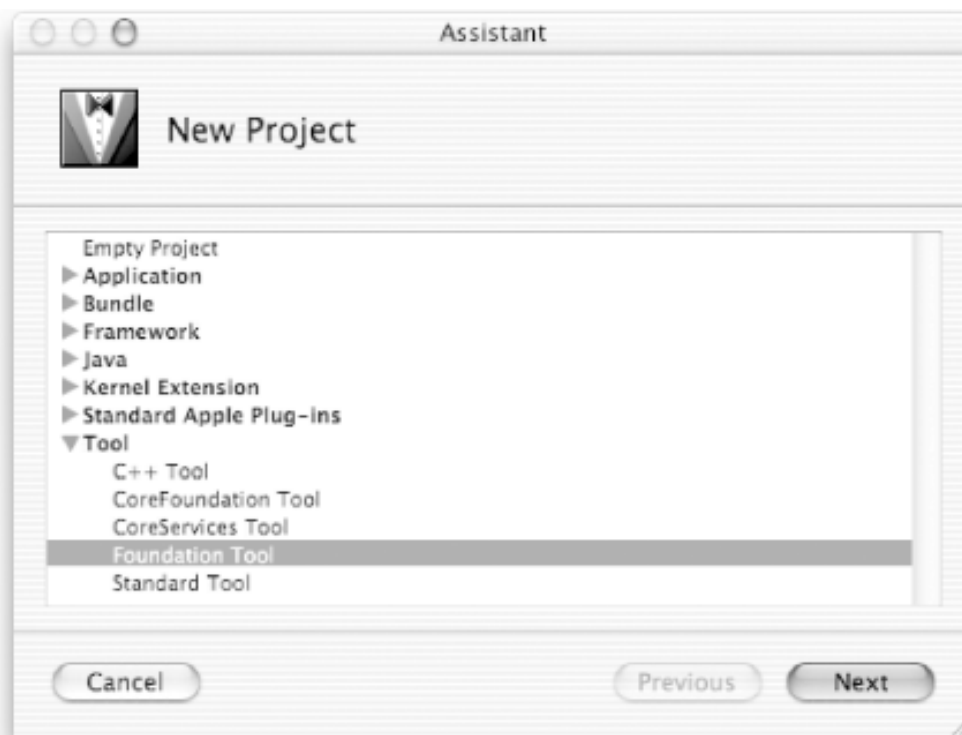 Assistant
New Project
Empty Project
Application
Bundle
Framework
Java
Kernel Extension
Standard Apple Plug-ins
Tool
C++ Tool
CoreFoundation Tool
CoreServices Tool
Foundation Tool
Standard Tool
Cancel
Previous
Next